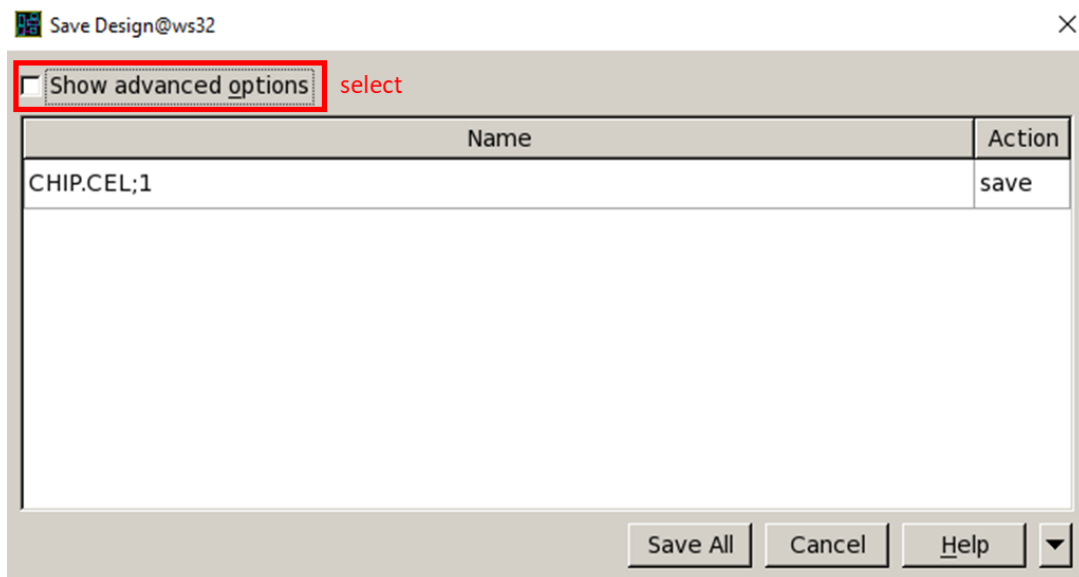 Save Design@ws32
Show advanced options select
Name Action
CHIP.CEL;1 save
Save All Cancel Help